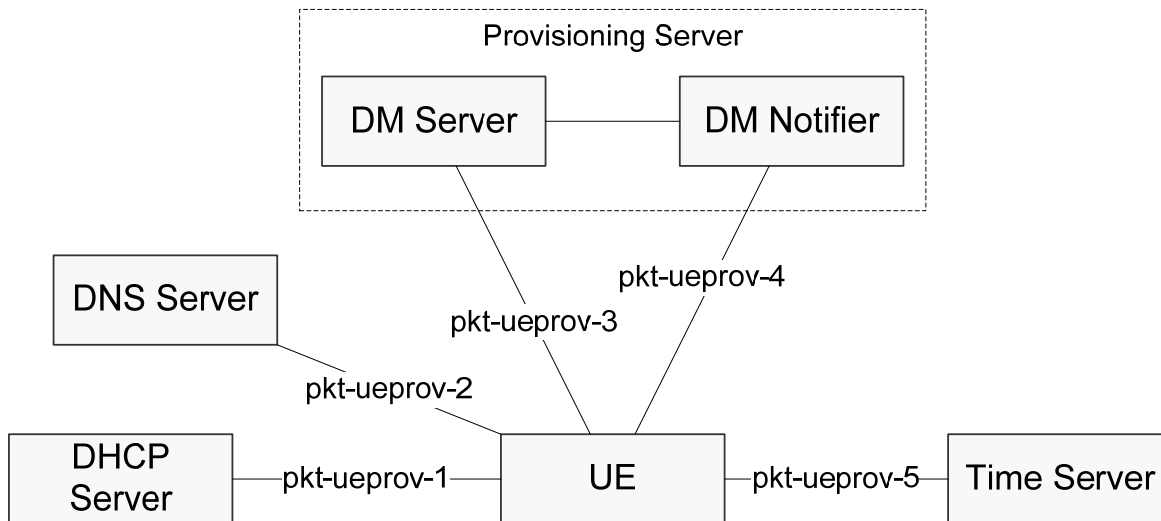 Provisioning Server
DM Server
DM Notifier
pkt-ueprov-4
DNS Server
pkt-ueprov-3
pkt-ueprov-2
DHCP
Server
pkt-ueprov-1
UE
pkt-ueprov-5
Time Server